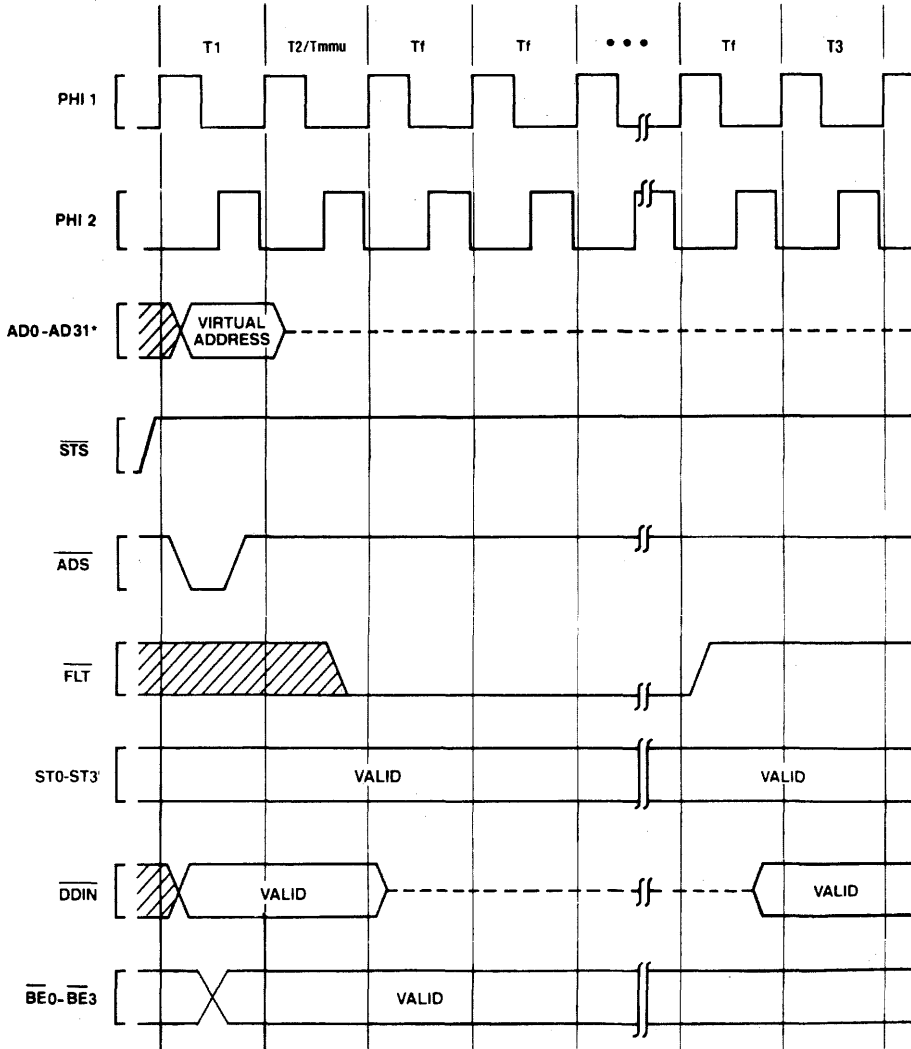 T1 T2/Tmmu Tf Tf • • • Tf T3
PHI 1
PHI 2
AD0-AD31*
VIRTUAL
ADDRESS
STS
ADS
FLT
ST0-ST3'
VALID VALID
DDIN
VALID VALID
BE0-BE3
VALID